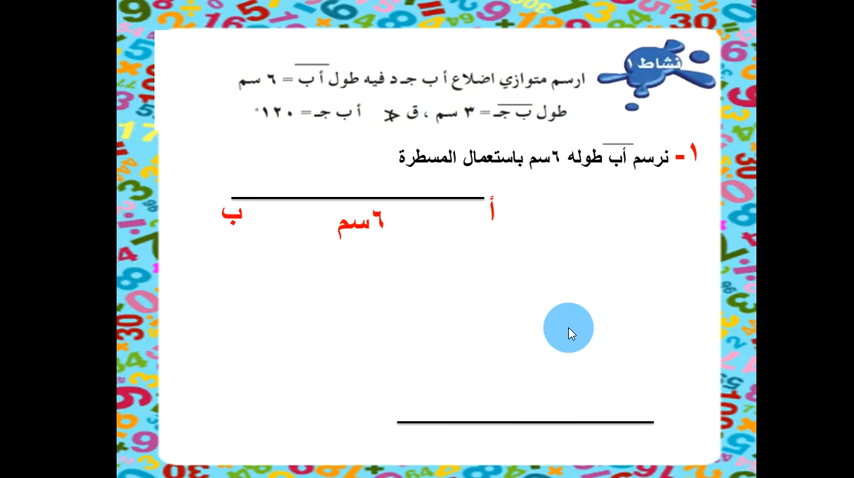 نشاط ١
ارسم متوازي اضلاع أ ب جـ د فيه طول أ ب = ٦ سم
طول ب جـ = ٣ سم ، ق ∢ أ ب جـ = ١٢٠°
١- نرسم أب طوله ٦سم باستعمال المسطرة
أ
ب
٦سم